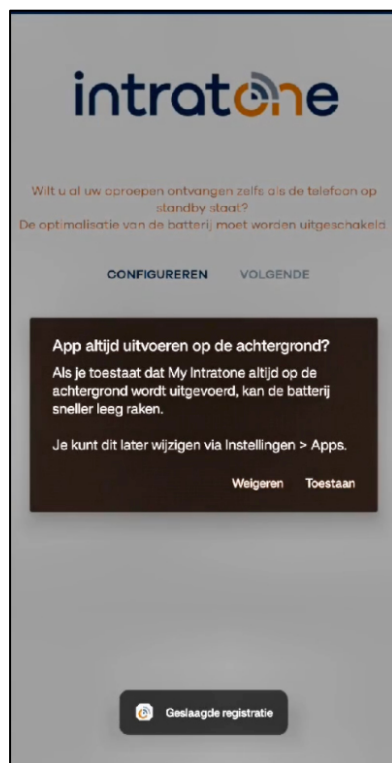 intratone
Wilt u al uw oproepen ontvangen zelfs als de telefoon op
standby staat?
De optimalisatie van de batterij moet worden uitgeschakeld
CONFIGUREREN VOLGENDE
App altijd uitvoeren op de achtergrond?
Als je toestaat dat My Intratone altijd op de
achtergrond wordt uitgevoerd, kan de batterij
sneller leeg raken.
Je kunt dit later wijzigen via Instellingen > Apps.
Weigeren Toestaan
Geslaagde registratie